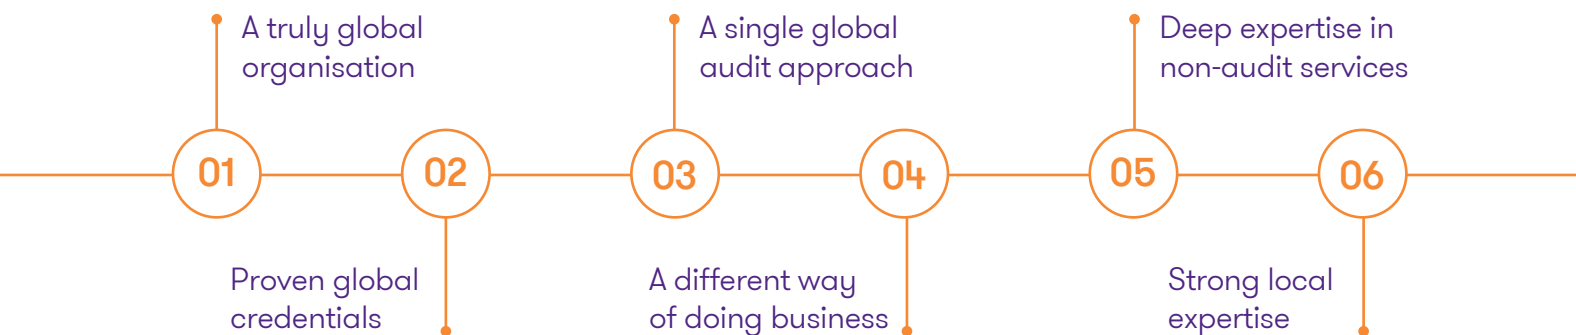 01
A truly global
organisation
02
Proven global
credentials
03
A single global
audit approach
04
A different way
of doing business
05
Deep expertise in
non-audit services
06
Strong local
expertise